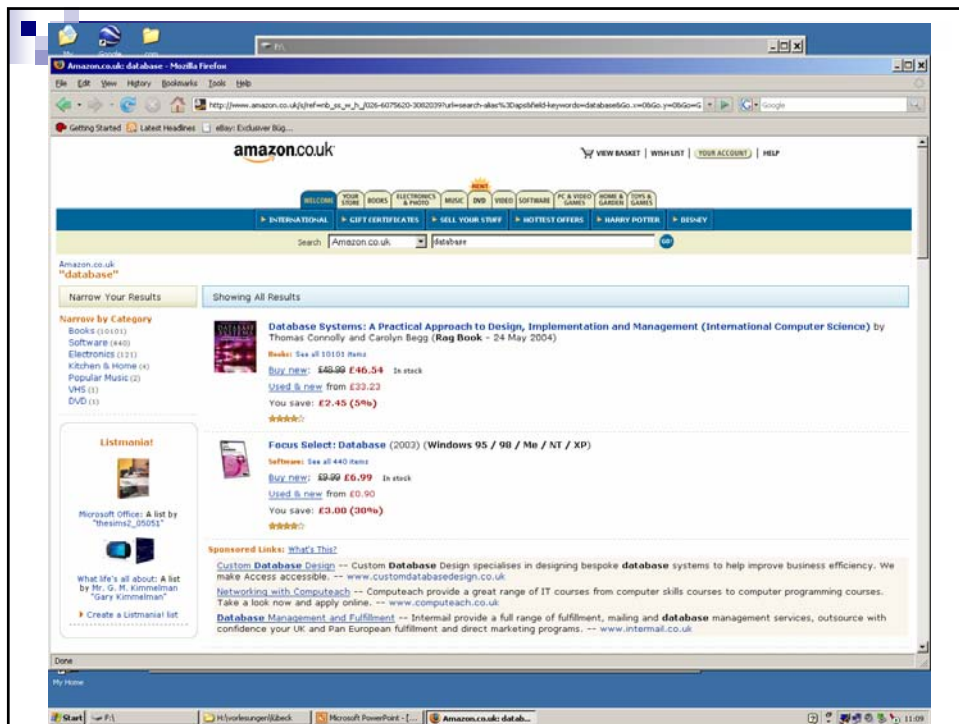 My
Google
com
F:\
Amazon.co.uk: database - Mozilla Firefox
File Edit View History Bookmarks Tools Help
Google
Getting Started Latest Headlines eBay: Exclusiver Büg...
amazon.co.uk
VIEW BASKET | WISH LIST | YOUR ACCOUNT | HELP
RENT
WELCOME YOUR STORE BOOKS ELECTRONICS & PHOTO MUSIC DVD VIDEO SOFTWARE PC & VIDEO GAMES HOME & GARDEN TOYS & GAMES
INTERNATIONAL GIFT CERTIFICATES SELL YOUR STUFF HOTTEST OFFERS HARRY POTTER DISNEY
Search Amazon.co.uk database GO!
Amazon.co.uk
"database"
Narrow Your Results
Narrow by Category
Books (10101)
Software (440)
Electronics (121)
Kitchen & Home (4)
Popular Music (2)
VHS (1)
DVD (1)
Listmania!
Microsoft Office: A list by
"thesims2_05051"
What life's all about: A list
by Mr. G. M. Kimmelman
"Gary Kimmelman"
Create a Listmania! list
Showing All Results
DATABASE SYSTEMS
Database Systems: A Practical Approach to Design, Implementation and Management (International Computer Science) by
Thomas Connolly and Carolyn Begg (Rag Book - 24 May 2004)
Books: See all 10101 items
Buy new: £48.99 £46.54 In stock
Used & new from £33.23
You save: £2.45 (5%)
Focus Select: Database (2003) (Windows 95 / 98 / Me / NT / XP)
Software: See all 440 items
Buy new: £9.99 £6.99 In stock
Used & new from £0.90
You save: £3.00 (30%)
Sponsored Links: What's This?
Custom Database Design -- Custom Database Design specialises in designing bespoke database systems to help improve business efficiency. We
make Access accessible. -- www.customdatabasedesign.co.uk
Networking with Computeach -- Computeach provide a great range of IT courses from computer skills courses to computer programming courses.
Take a look now and apply online. -- www.computeach.co.uk
Database Management and Fulfillment -- Intermail provide a full range of fulfillment, mailing and database management services, outsource with
confidence your UK and Pan European fulfillment and direct marketing programs. -- www.intermail.co.uk
Done
My Home
Start F:\ H:\vorlesungen\lübeck Microsoft PowerPoint - [... Amazon.co.uk: datab... 11:09